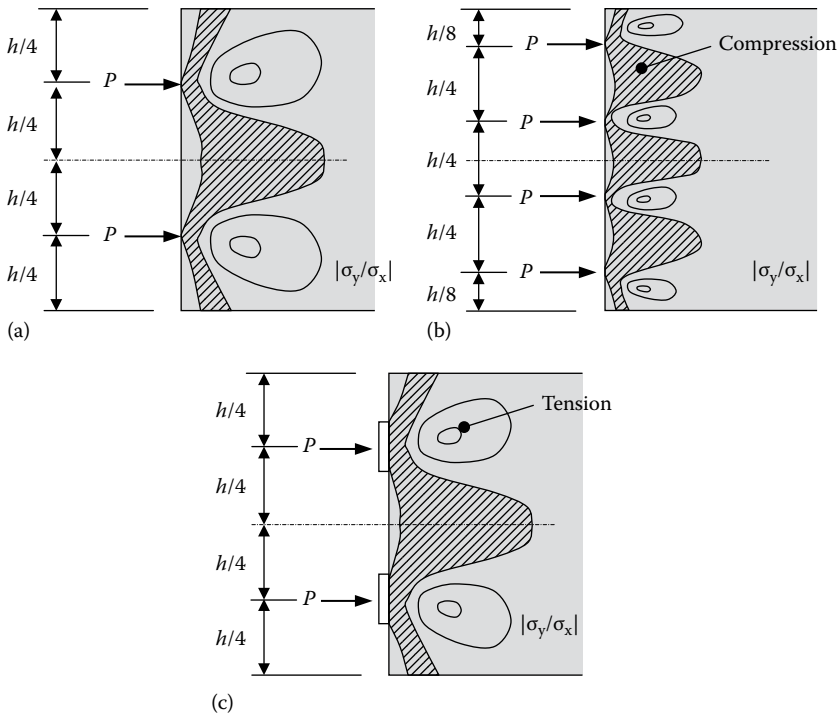 h/4
P
h/4
h/4
P
h/4
|σy/σx|
(a)
h/8
P
Compression
h/4
P
h/4
P
h/4
P
h/8
|σy/σx|
(b)
h/4
Tension
P
h/4
h/4
P
h/4
|σy/σx|
(c)